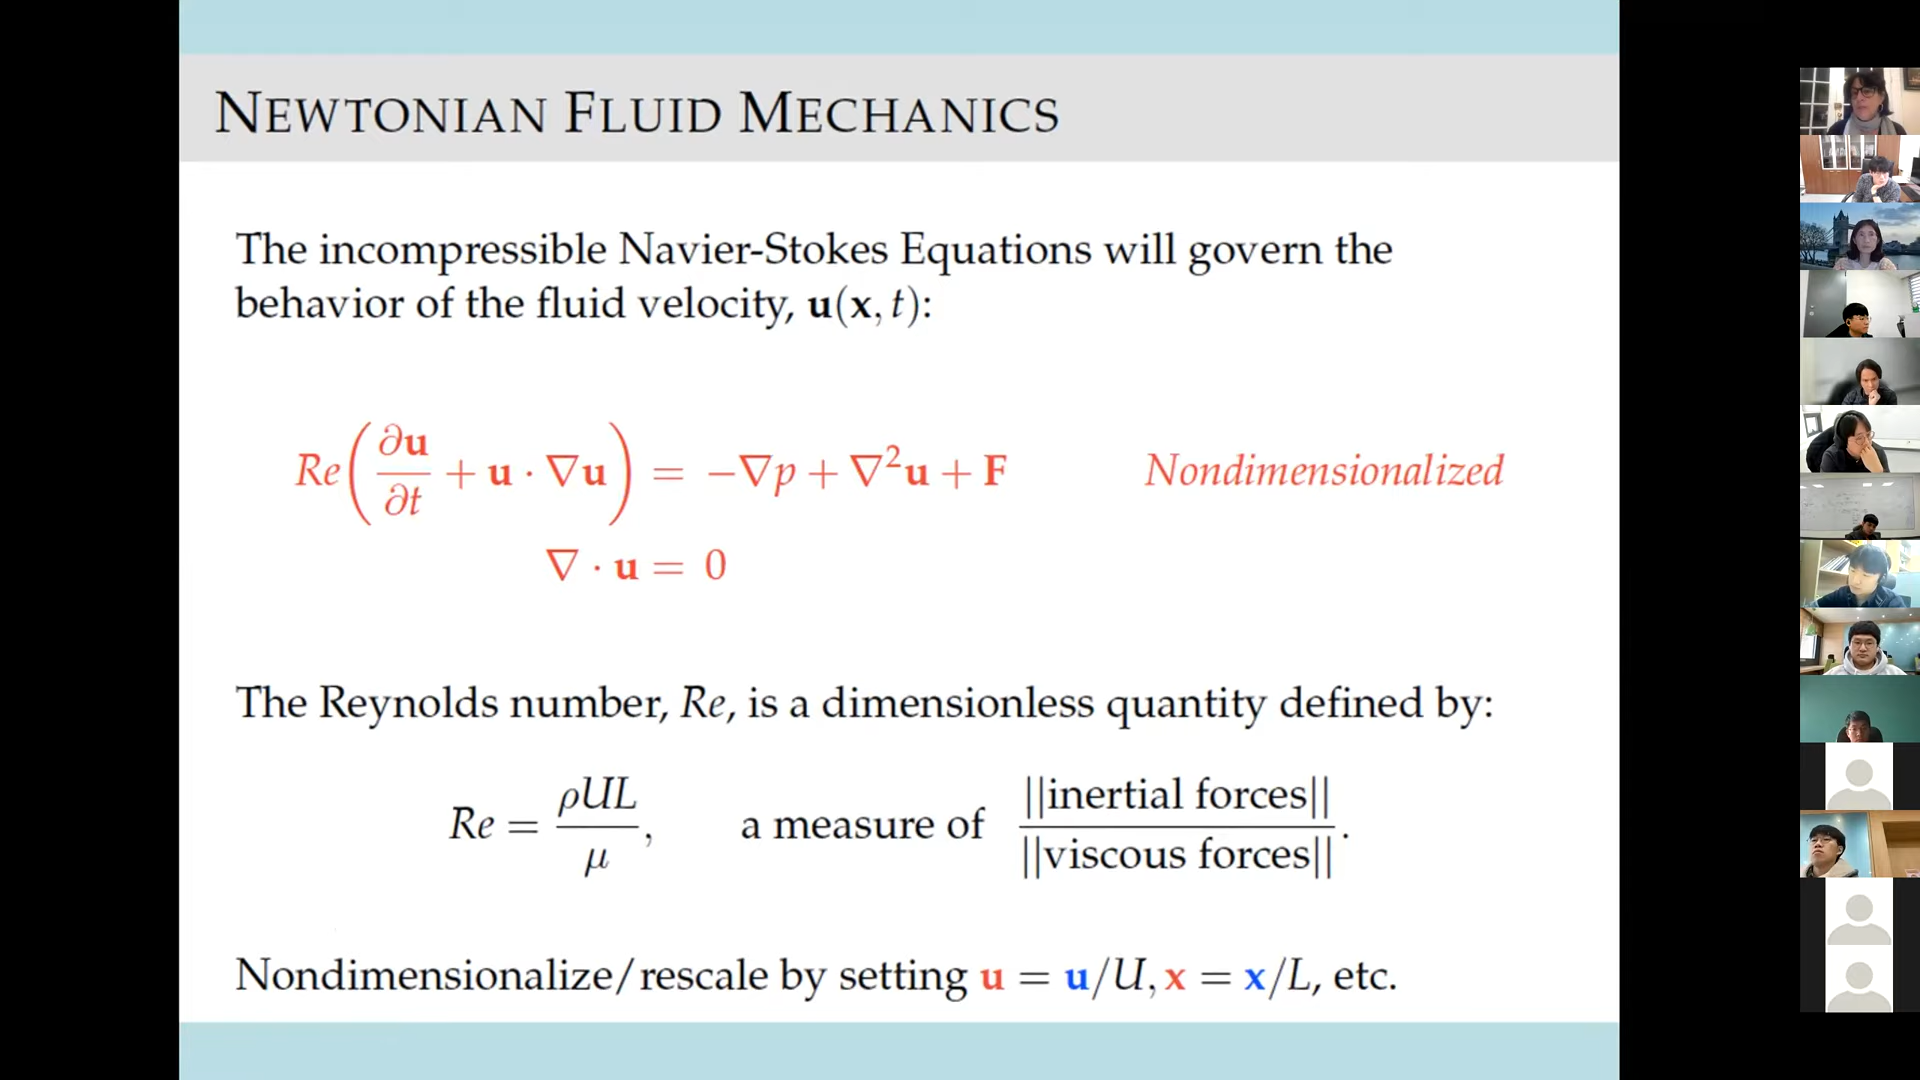 NEWTONIAN FLUID MECHANICS
The incompressible Navier-Stokes Equations will govern the
behavior of the fluid velocity, u(x, t):
Re(∂u/∂t + u · ∇u) = −∇p + ∇²u + F Nondimensionalized
∇ · u = 0
The Reynolds number, Re, is a dimensionless quantity defined by:
Re = ρUL/μ, a measure of ||inertial forces||/||viscous forces||.
Nondimensionalize/rescale by setting u = u/U, x = x/L, etc.